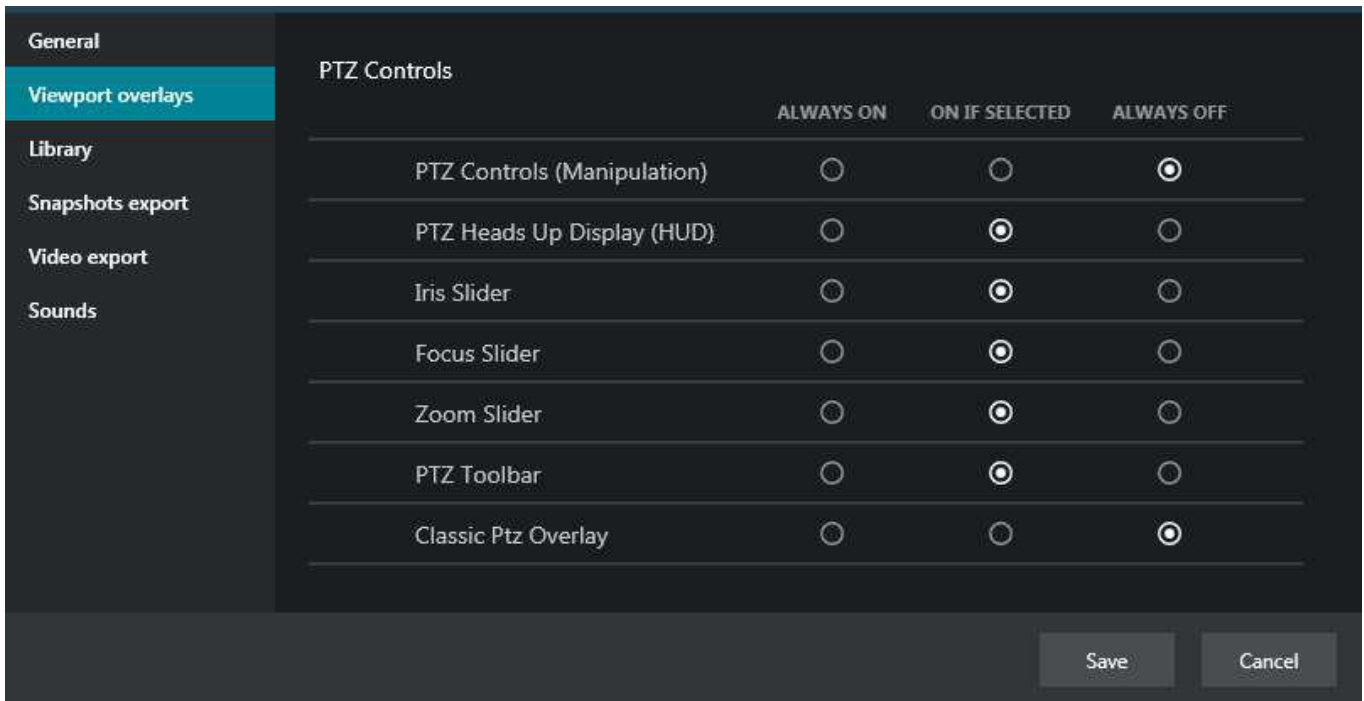 General
Viewport overlays
Library
Snapshots export
Video export
Sounds
PTZ Controls
ALWAYS ON ON IF SELECTED ALWAYS OFF
PTZ Controls (Manipulation)
PTZ Heads Up Display (HUD)
Iris Slider
Focus Slider
Zoom Slider
PTZ Toolbar
Classic Ptz Overlay
Save Cancel